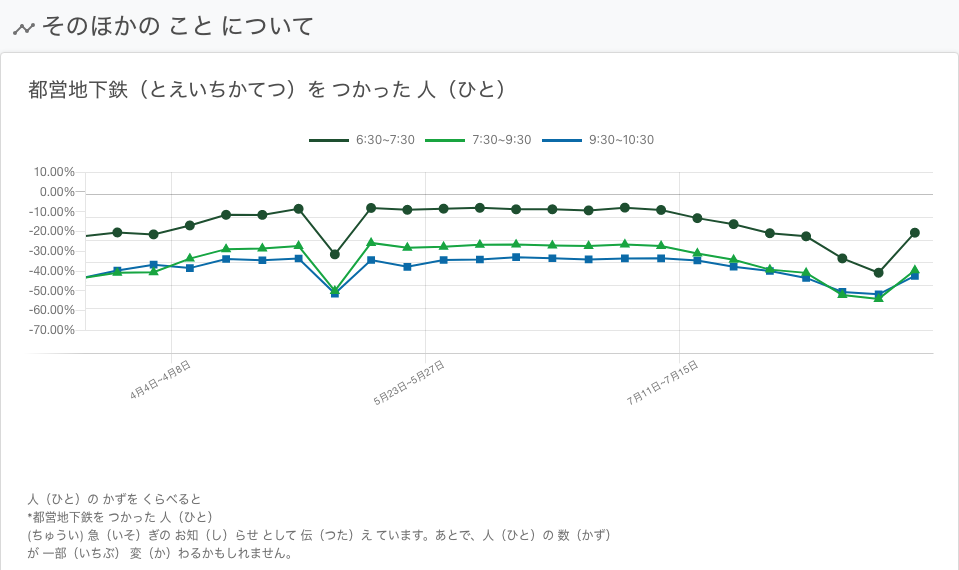 そのほかの こと について
都営地下鉄（とえいちかてつ）を つかった 人（ひと）
6:30~7:30 7:30~9:30 9:30~10:30
10.00%
0.00%
-10.00%
-20.00%
-30.00%
-40.00%
-50.00%
-60.00%
-70.00%
4月4日~4月8日 5月23日~5月27日 7月11日~7月15日
人（ひと）の かずを くらべると
*都営地下鉄を つかった 人（ひと）
(ちゅうい) 急（いそ）ぎの お知（し）らせ として 伝（つた）え ています。あとで、人（ひと）の 数（かず）
が 一部（いちぶ） 変（か）わるかもしれません。